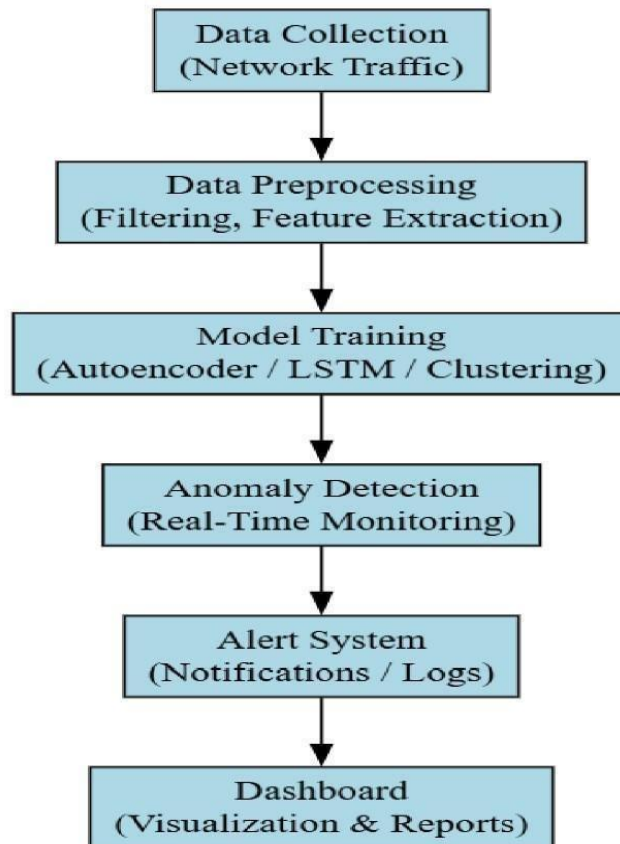 Data Collection
(Network Traffic)
Data Preprocessing
(Filtering, Feature Extraction)
Model Training
(Autoencoder / LSTM / Clustering)
Anomaly Detection
(Real-Time Monitoring)
Alert System
(Notifications / Logs)
Dashboard
(Visualization & Reports)